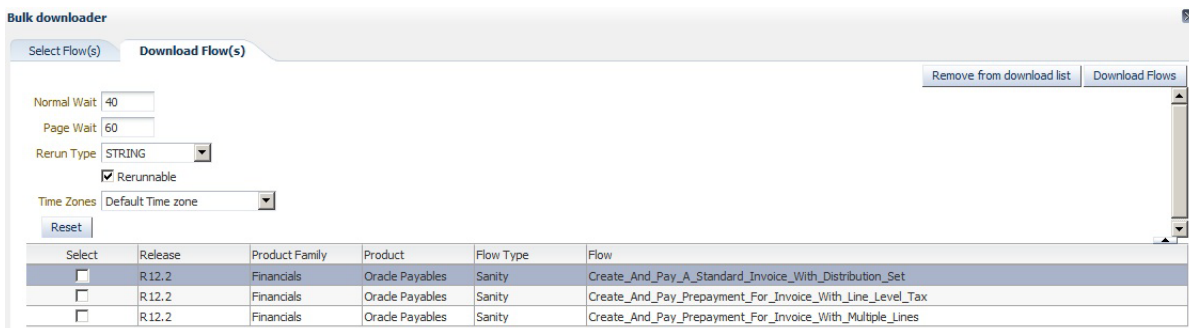 Bulk downloader
Select Flow(s) Download Flow(s)
Remove from download list Download Flows
Normal Wait 40
Page Wait 60
Rerun Type STRING
Rerunnable
Time Zones Default Time zone
Reset
Select Release Product Family Product Flow Type Flow
R12.2 Financials Oracle Payables Sanity Create_And_Pay_A_Standard_Invoice_With_Distribution_Set
R12.2 Financials Oracle Payables Sanity Create_And_Pay_Prepayment_For_Invoice_With_Line_Level_Tax
R12.2 Financials Oracle Payables Sanity Create_And_Pay_Prepayment_For_Invoice_With_Multiple_Lines